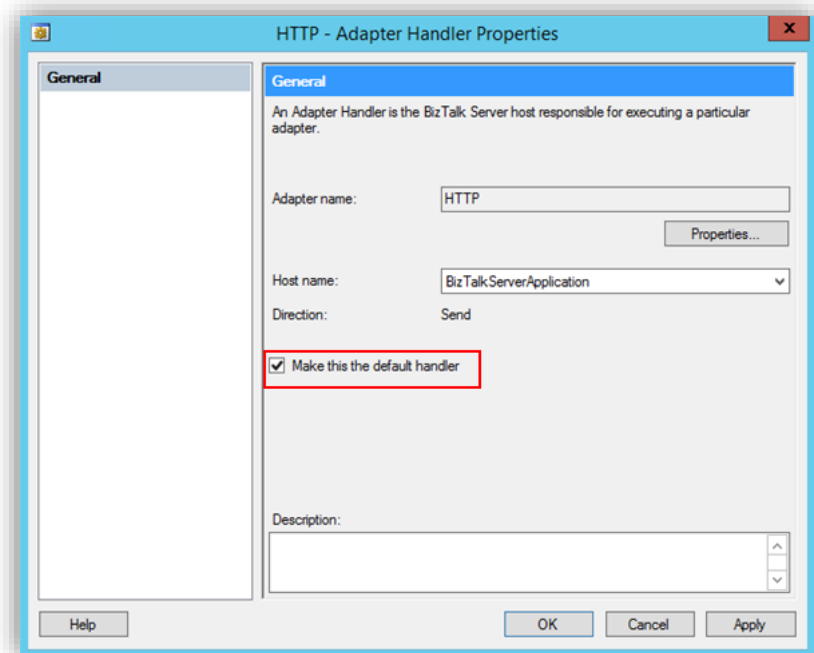 HTTP - Adapter Handler Properties
x
General
General
An Adapter Handler is the BizTalk Server host responsible for executing a particular
adapter.
Adapter name:
HTTP
Properties...
Host name:
BizTalkServerApplication
Direction:
Send
Make this the default handler
Description:
Help
OK
Cancel
Apply